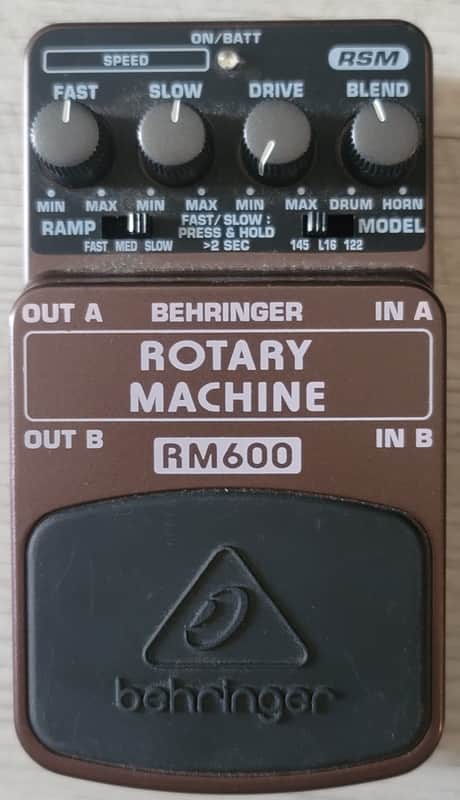 ON/BATT
SPEED
RSM
FAST SLOW DRIVE BLEND
MIN MAX MIN MAX MIN MAX DRUM HORN
RAMP FAST/SLOW : MODEL
PRESS & HOLD
FAST MED SLOW >2 SEC 145 L16 122
OUT A BEHRINGER IN A
ROTARY
MACHINE
OUT B IN B
RM600
behringer